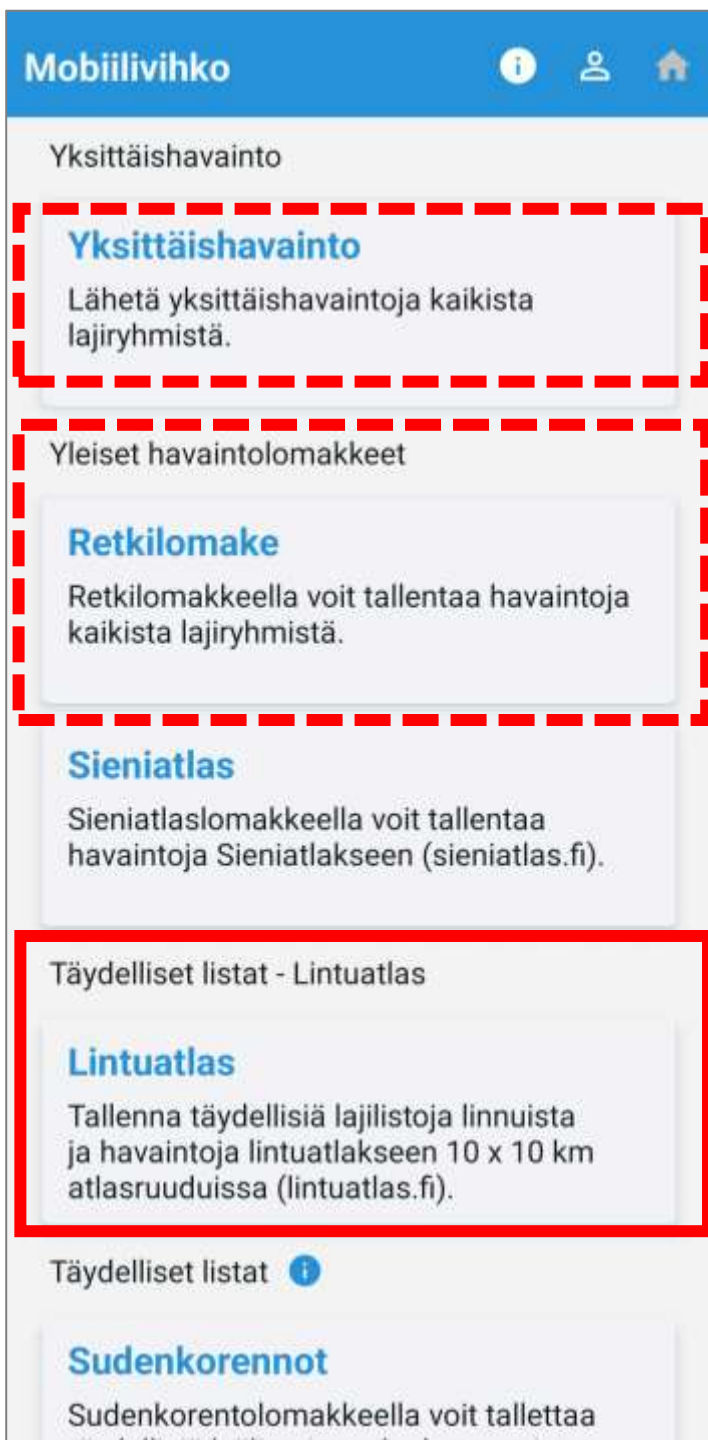 Mobiilivihko
Yksittäishavainto
Yksittäishavainto
Lähetä yksittäishavaintoja kaikista
lajiryhmistä.
Yleiset havaintolomakkeet
Retkilomake
Retkilomakkeella voit tallentaa havaintoja
kaikista lajiryhmistä.
Sieniatlas
Sieniatlaslomakkeella voit tallentaa
havaintoja Sieniatlakseen (sieniatlas.fi).
Täydelliset listat - Lintuatlas
Lintuatlas
Tallenna täydellisiä lajilistoja linnuista
ja havaintoja lintuatlakseen 10 x 10 km
atlasruuduissa (lintuatlas.fi).
Täydelliset listat
Sudenkorennot
Sudenkorentolomakkeella voit tallettaa